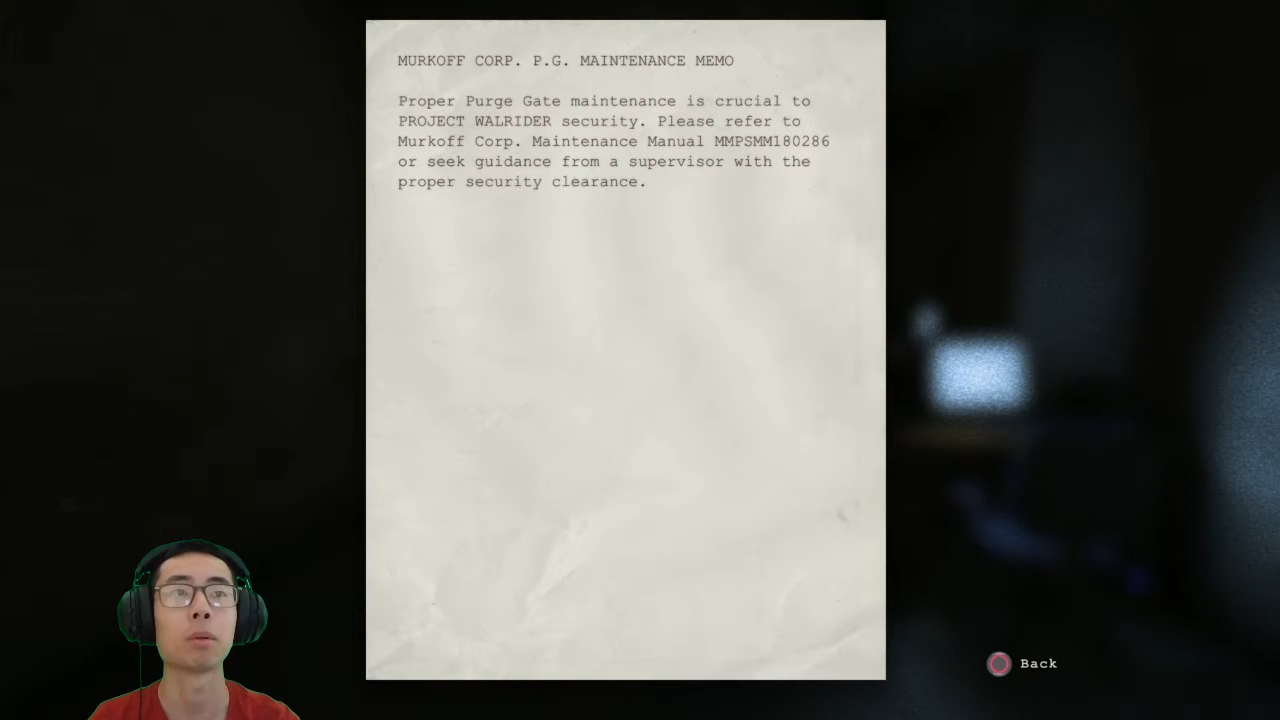 MURKOFF CORP. P.G. MAINTENANCE MEMO
Proper Purge Gate maintenance is crucial to
PROJECT WALRIDER security. Please refer to
Murkoff Corp. Maintenance Manual MMPSMM180286
or seek guidance from a supervisor with the
proper security clearance.
Back